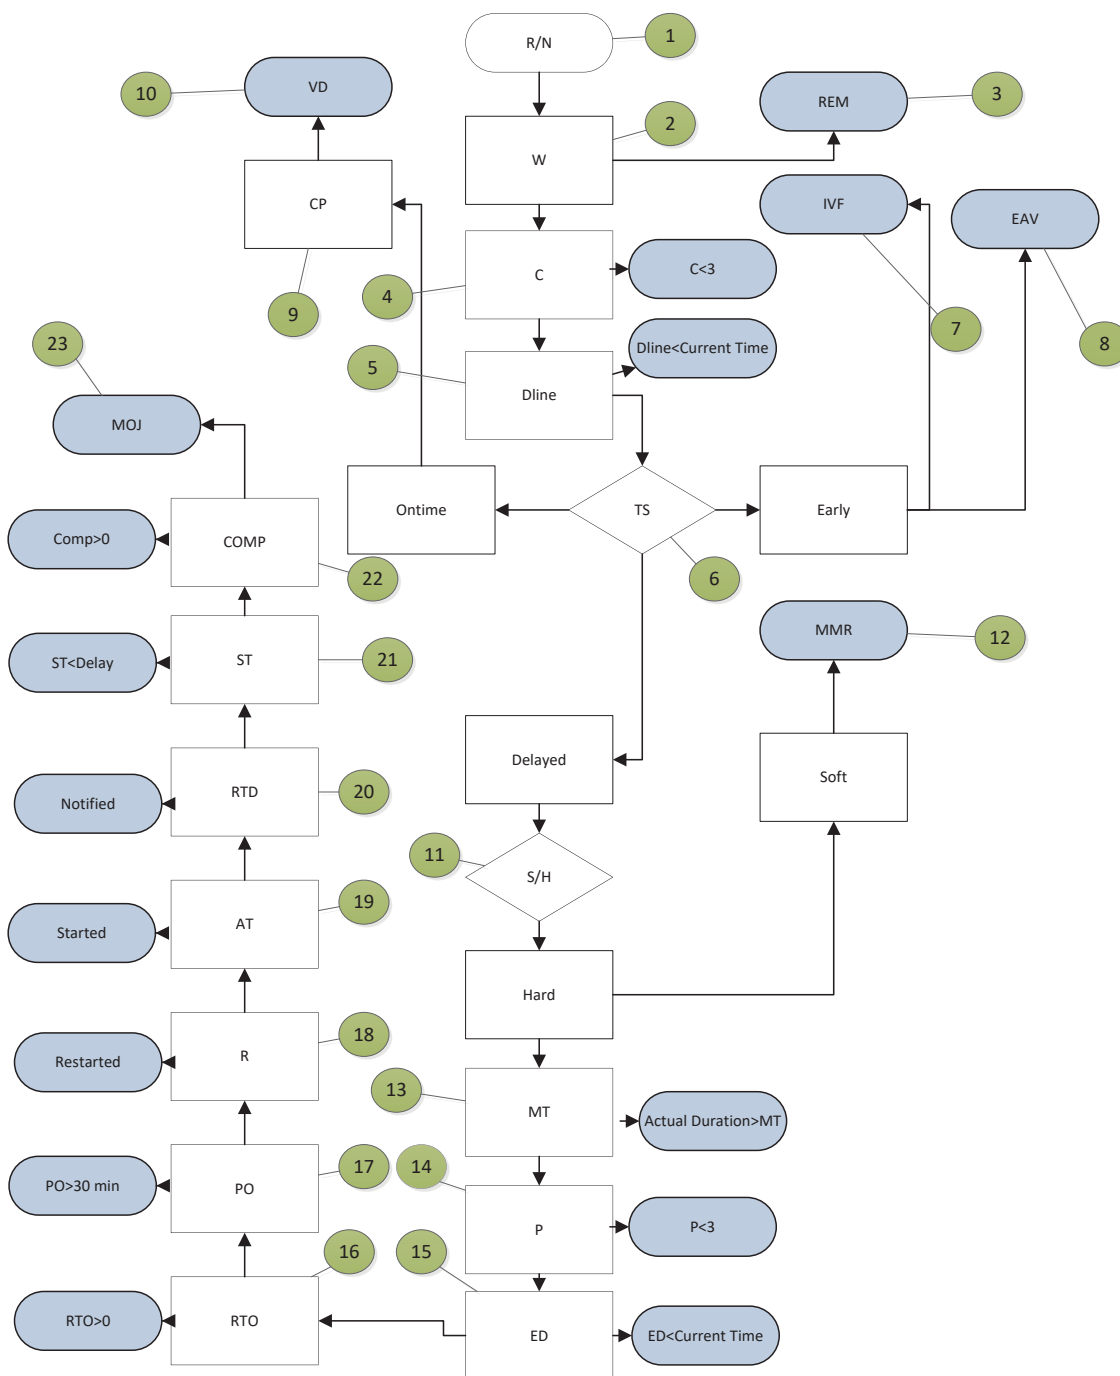 R/N
1
VD
10
REM
3
2
W
CP
IVF
EAV
C
C<3
4
9
7
8
23
Dline<Current Time
5
Dline
MOJ
Ontime
TS
Early
Comp>0
COMP
22
6
MMR
12
ST<Delay
ST
21
Delayed
Soft
Notified
RTD
20
11
S/H
Started
AT
19
Hard
18
Restarted
R
13
MT
Actual Duration>MT
17
14
PO>30 min
PO
P
P<3
16
15
RTO>0
RTO
ED
ED<Current Time